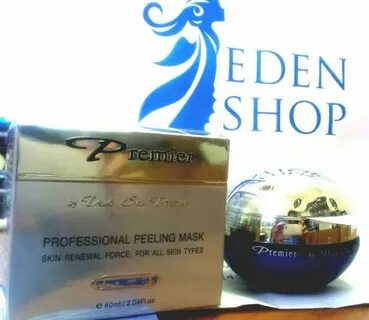 EDEN
SHOP
Premier
by Dead Sea Premier
PROFESSIONAL PEELING MASK
SKIN RENEWAL FORCE, FOR ALL SKIN TYPES
℮ 60ml / 2.04Fl.oz
Premier by